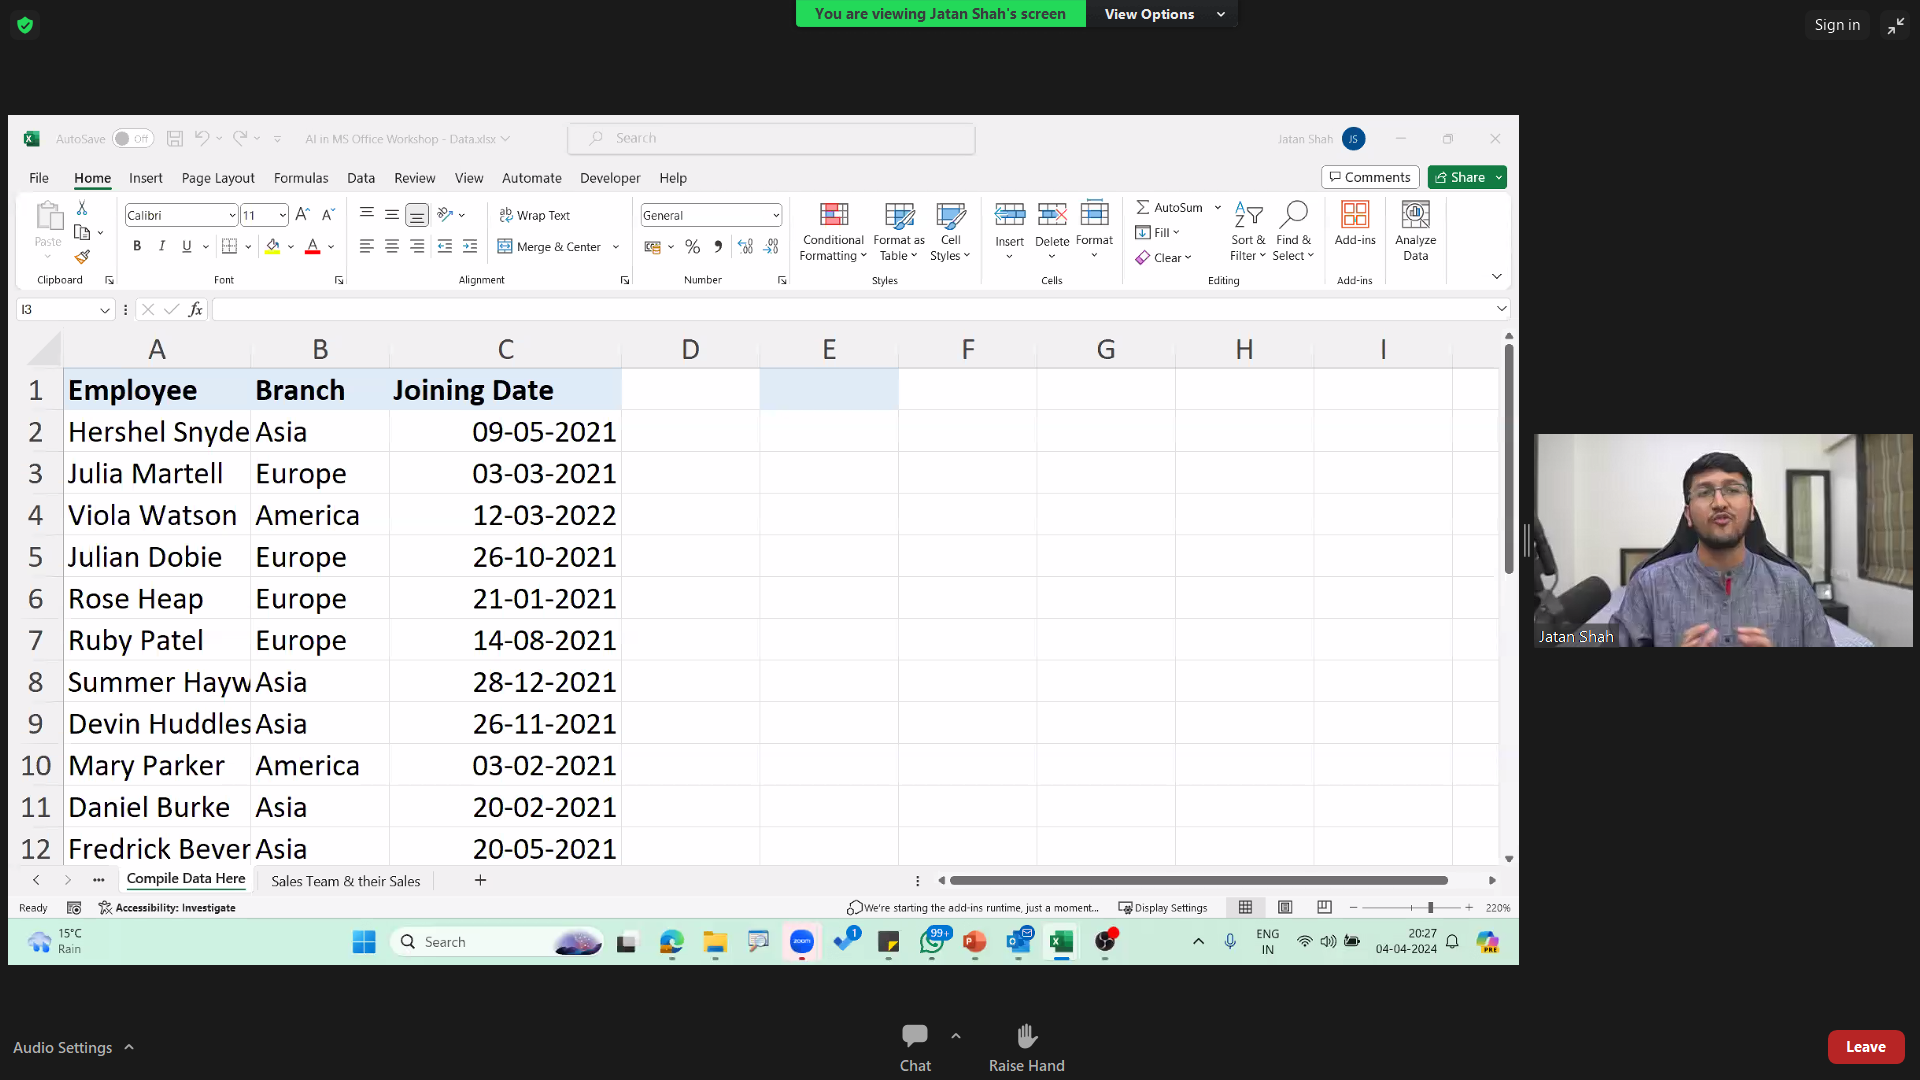 You are viewing Jatan Shah's screen
View Options
Sign in
AutoSave Off
AI in MS Office Workshop - Data.xlsx
Search
Jatan Shah JS
File Home Insert Page Layout Formulas Data Review View Automate Developer Help
Comments Share
Paste
Clipboard
Calibri 11
B I U
Font
Wrap Text
Merge & Center
Alignment
General
Number
Conditional Formatting
Format as Table
Cell Styles
Styles
Insert Delete Format
Cells
AutoSum
Fill
Clear
Sort & Filter
Find & Select
Editing
Add-ins
Add-ins
Analyze Data
I3 fx
A B C D E F G H I
1 Employee Branch Joining Date
2 Hershel Snyde Asia 09-05-2021
3 Julia Martell Europe 03-03-2021
4 Viola Watson America 12-03-2022
5 Julian Dobie Europe 26-10-2021
6 Rose Heap Europe 21-01-2021
7 Ruby Patel Europe 14-08-2021
8 Summer Hayw Asia 28-12-2021
9 Devin Huddles Asia 26-11-2021
10 Mary Parker America 03-02-2021
11 Daniel Burke Asia 20-02-2021
12 Fredrick Bever Asia 20-05-2021
Jatan Shah
Compile Data Here Sales Team & their Sales
Ready Accessibility: Investigate We're starting the add-ins runtime, just a moment... Display Settings 220%
15°C
Rain
Search
zoom
1
99+
ENG
IN
20:27
04-04-2024
PRE
Audio Settings
Chat
Raise Hand
Leave